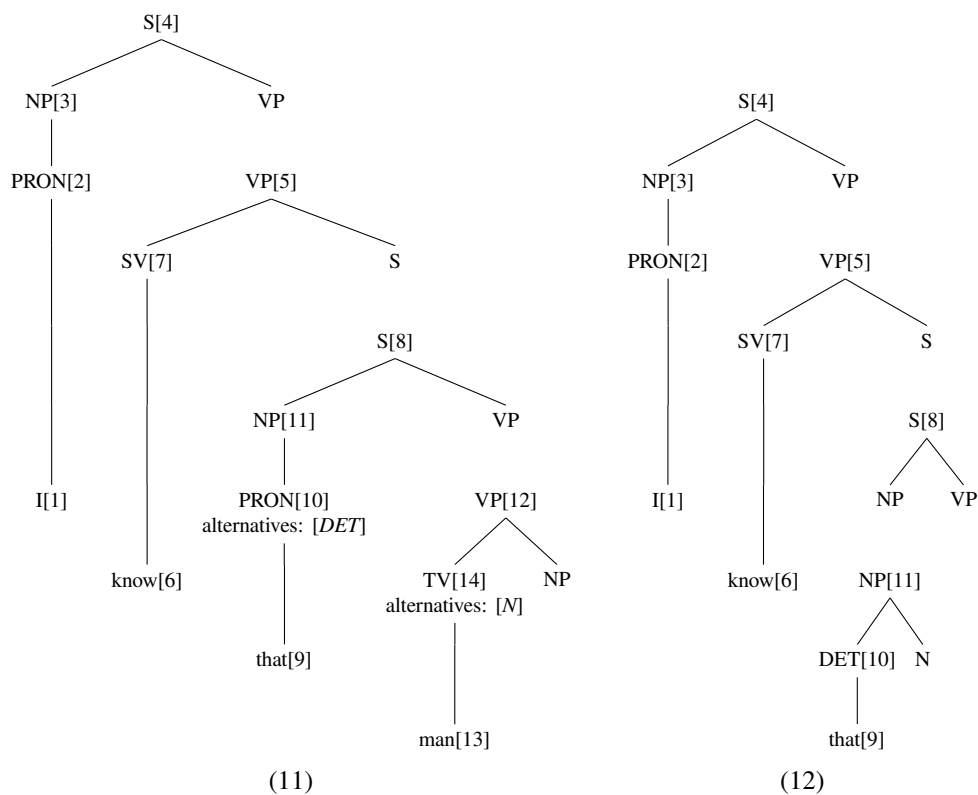 S[4]
NP[3] VP
PRON[2] VP[5]
SV[7] S
S[8]
NP[11] VP
I[1] PRON[10] VP[12]
alternatives: [DET]
know[6] TV[14] NP
alternatives: [N]
that[9]
man[13]
(11)
S[4]
NP[3] VP
PRON[2] VP[5]
SV[7] S
S[8]
I[1] NP VP
know[6] NP[11]
DET[10] N
that[9]
(12)